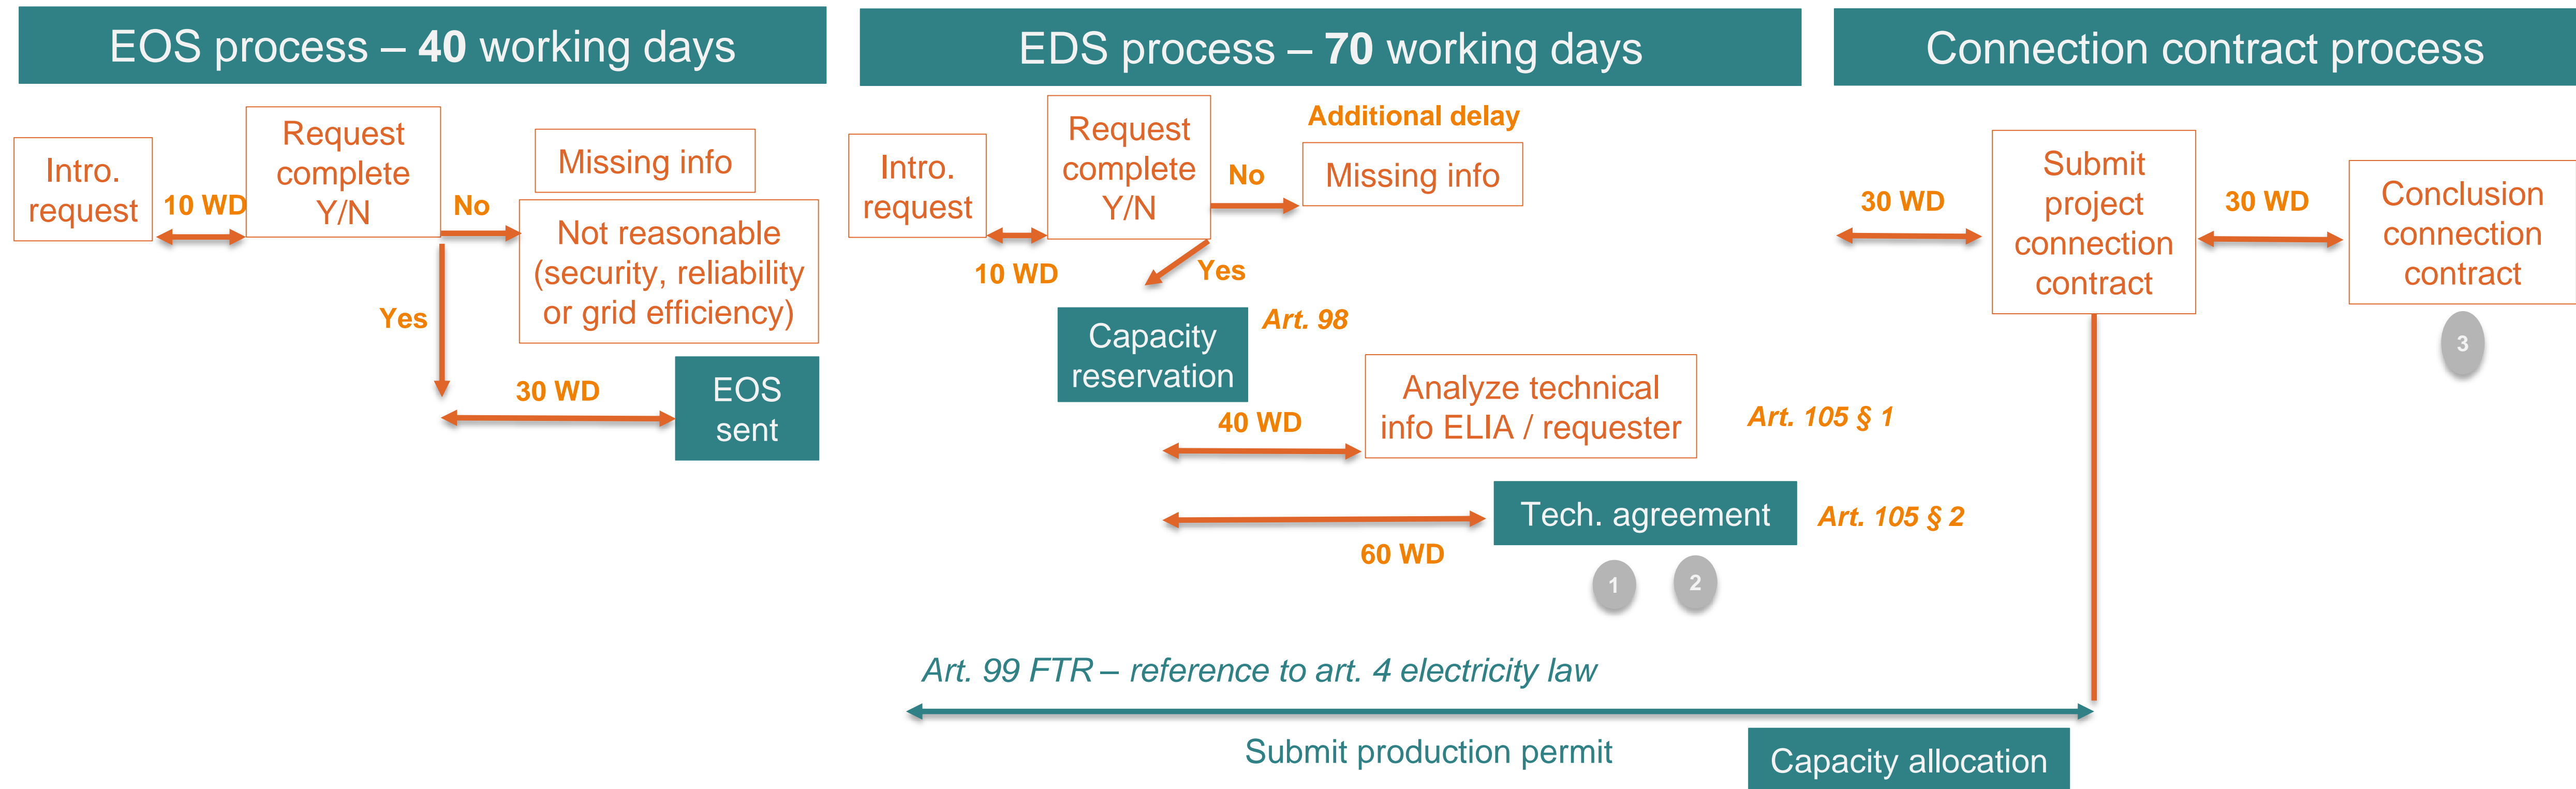 EOS process – 40 working days
Intro.
request
10 WD
Request
complete
Y/N
No
Missing info
Not reasonable
(security, reliability
or grid efficiency)
Yes
30 WD
EOS
sent
EDS process – 70 working days
Intro.
request
10 WD
Request
complete
Y/N
No
Additional delay
Missing info
Yes
Capacity
reservation
Art. 98
40 WD
Analyze technical
info ELIA / requester
Art. 105 § 1
60 WD
Tech. agreement
Art. 105 § 2
1
2
Connection contract process
30 WD
Submit
project
connection
contract
30 WD
Conclusion
connection
contract
3
Art. 99 FTR – reference to art. 4 electricity law
Submit production permit
Capacity allocation